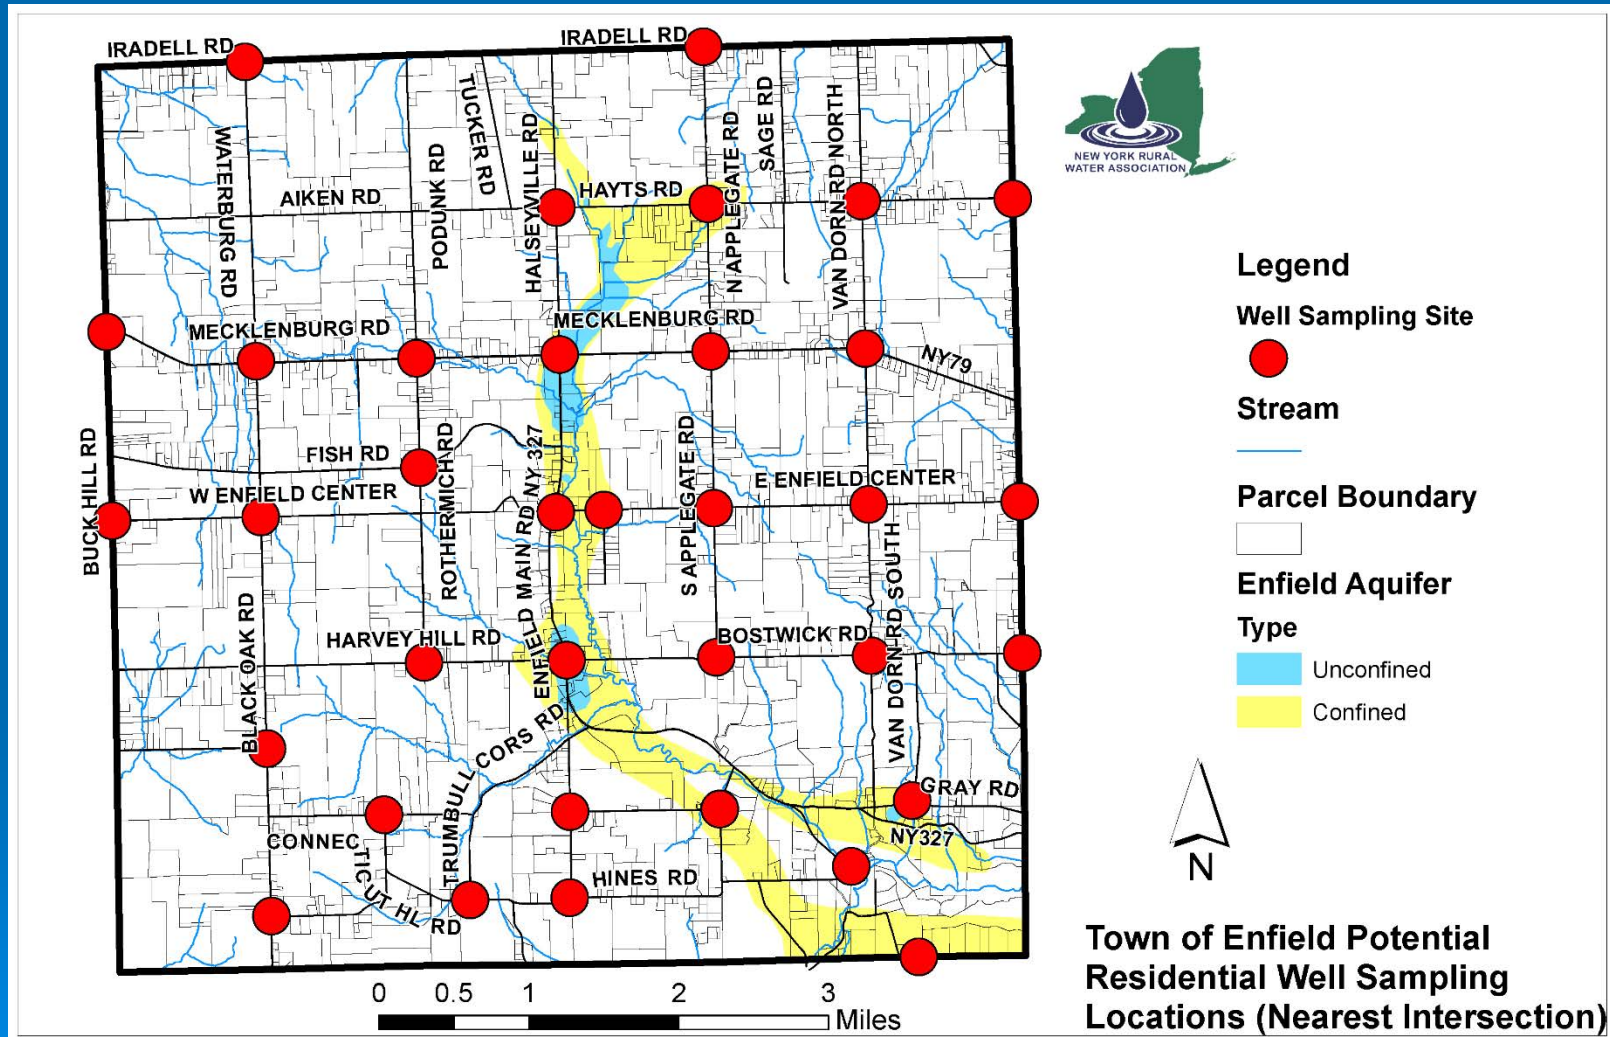 IRADELL RD
IRADELL RD
WATERBURG RD
PODUNK RD
TUCKER RD
HALSEYVILLE RD
N APPLEGATE RD
SAGE RD
VAN DORN RD NORTH
AIKEN RD
HAYTS RD
MECKLENBURG RD
MECKLENBURG RD
NY79
BUCK HILL RD
FISH RD
W ENFIELD CENTER
E ENFIELD CENTER
ROTHERMICH RD
ENFIELD MAIN RD NY 327
S APPLEGATE RD
VAN DORN RD SOUTH
BLACK OAK RD
HARVEY HILL RD
BOSTWICK RD
TRUMBULL CORS RD
GRAY RD
NY327
CONNECTICUT HL RD
HINES RD
0 0.5 1 2 3
Miles
NEW YORK RURAL
WATER ASSOCIATION
Legend
Well Sampling Site
Stream
Parcel Boundary
Enfield Aquifer
Type
Unconfined
Confined
N
Town of Enfield Potential
Residential Well Sampling
Locations (Nearest Intersection)